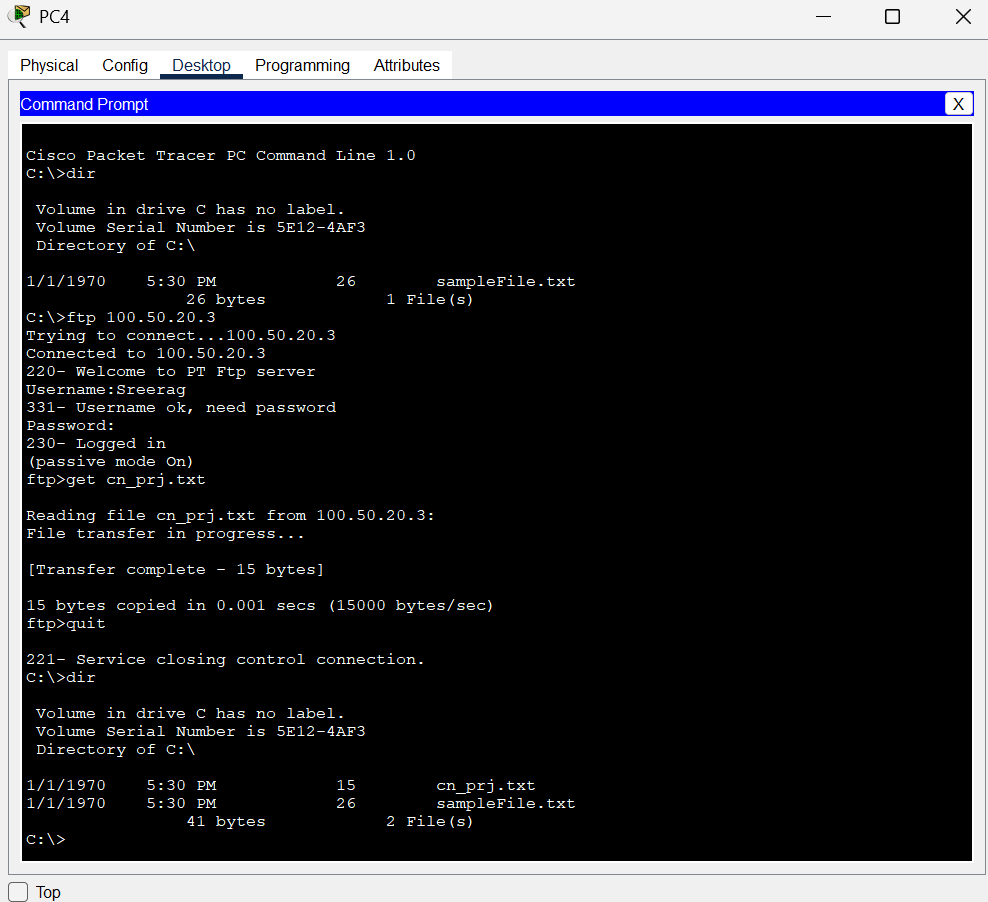 PC4
Physical Config Desktop Programming Attributes
Command Prompt X
Cisco Packet Tracer PC Command Line 1.0
C:\>dir
Volume in drive C has no label.
Volume Serial Number is 5E12-4AF3
Directory of C:\
1/1/1970 5:30 PM 26 sampleFile.txt
26 bytes 1 File(s)
C:\>ftp 100.50.20.3
Trying to connect...100.50.20.3
Connected to 100.50.20.3
220- Welcome to PT Ftp server
Username:Sreerag
331- Username ok, need password
Password:
230- Logged in
(passive mode On)
ftp>get cn_prj.txt
Reading file cn_prj.txt from 100.50.20.3:
File transfer in progress...
[Transfer complete - 15 bytes]
15 bytes copied in 0.001 secs (15000 bytes/sec)
ftp>quit
221- Service closing control connection.
C:\>dir
Volume in drive C has no label.
Volume Serial Number is 5E12-4AF3
Directory of C:\
1/1/1970 5:30 PM 15 cn_prj.txt
1/1/1970 5:30 PM 26 sampleFile.txt
41 bytes 2 File(s)
C:\>
Top